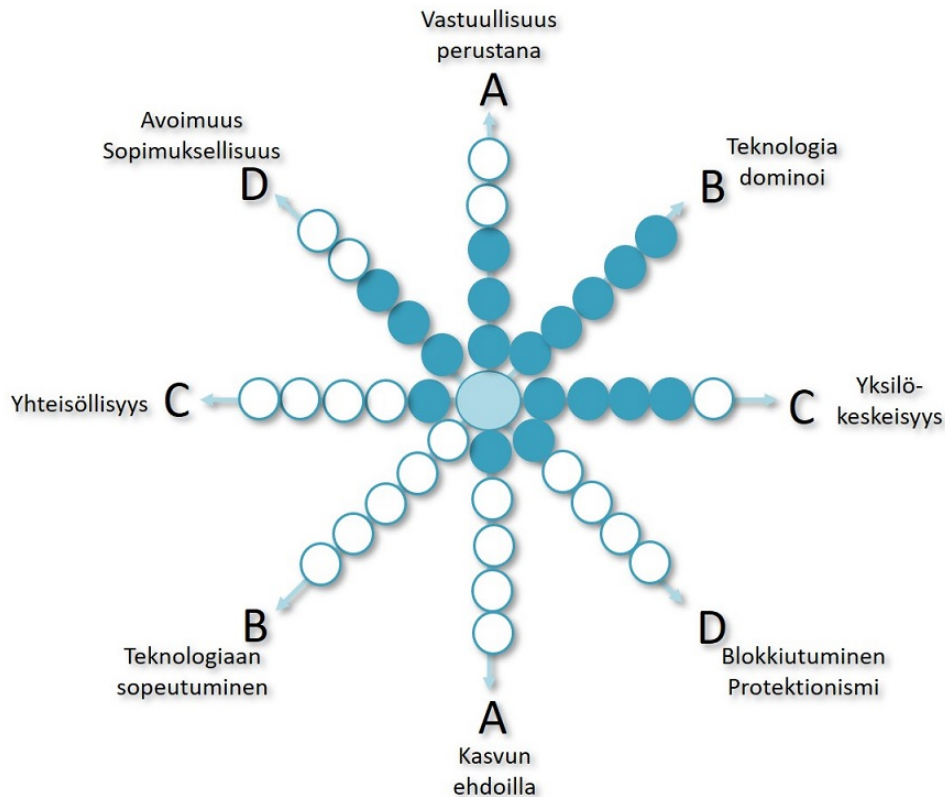 Vastuullisuus
perustana
A
Avoimuus
Sopimuksellisuus
D
Teknologia
dominoi
B
Yhteisöllisyys
C
C
Yksilö-
keskeisyys
B
Teknologiaan
sopeutuminen
D
Blokkiutuminen
Protektionismi
A
Kasvun
ehdoilla